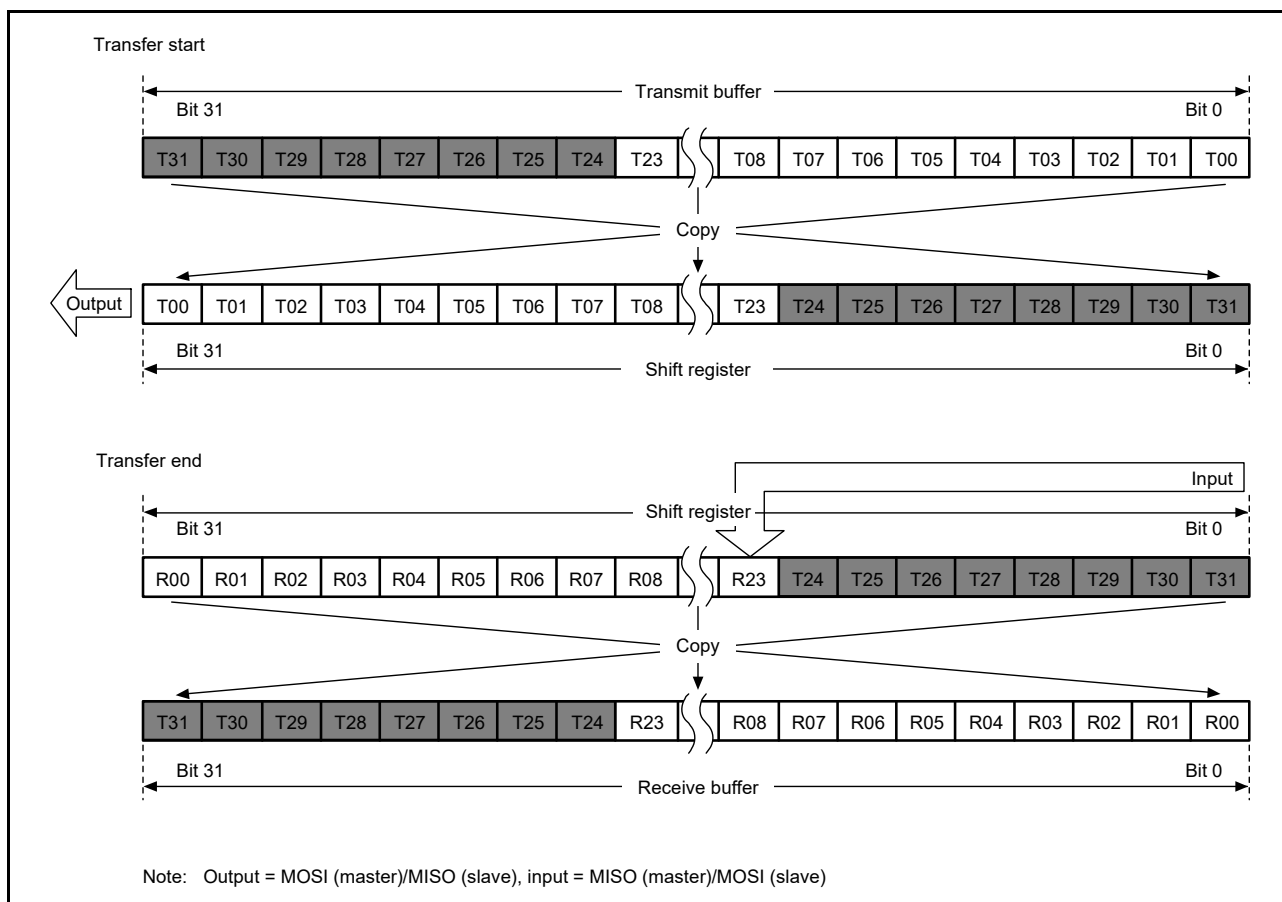 Transfer start
Transmit buffer
Bit 31 Bit 0
T31 T30 T29 T28 T27 T26 T25 T24 T23 T08 T07 T06 T05 T04 T03 T02 T01 T00
Copy
Output T00 T01 T02 T03 T04 T05 T06 T07 T08 T23 T24 T25 T26 T27 T28 T29 T30 T31
Bit 31 Bit 0
Shift register
Transfer end
Input
Shift register
Bit 31 Bit 0
R00 R01 R02 R03 R04 R05 R06 R07 R08 R23 T24 T25 T26 T27 T28 T29 T30 T31
Copy
T31 T30 T29 T28 T27 T26 T25 T24 R23 R08 R07 R06 R05 R04 R03 R02 R01 R00
Bit 31 Bit 0
Receive buffer
Note: Output = MOSI (master)/MISO (slave), input = MISO (master)/MOSI (slave)